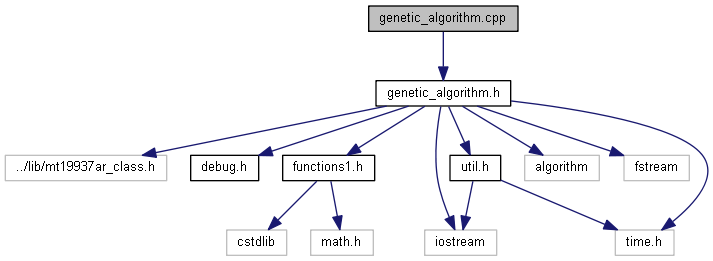 genetic_algorithm.cpp
genetic_algorithm.h
../lib/mt19937ar_class.h
debug.h
functions1.h
util.h
algorithm
fstream
cstdlib
math.h
iostream
time.h